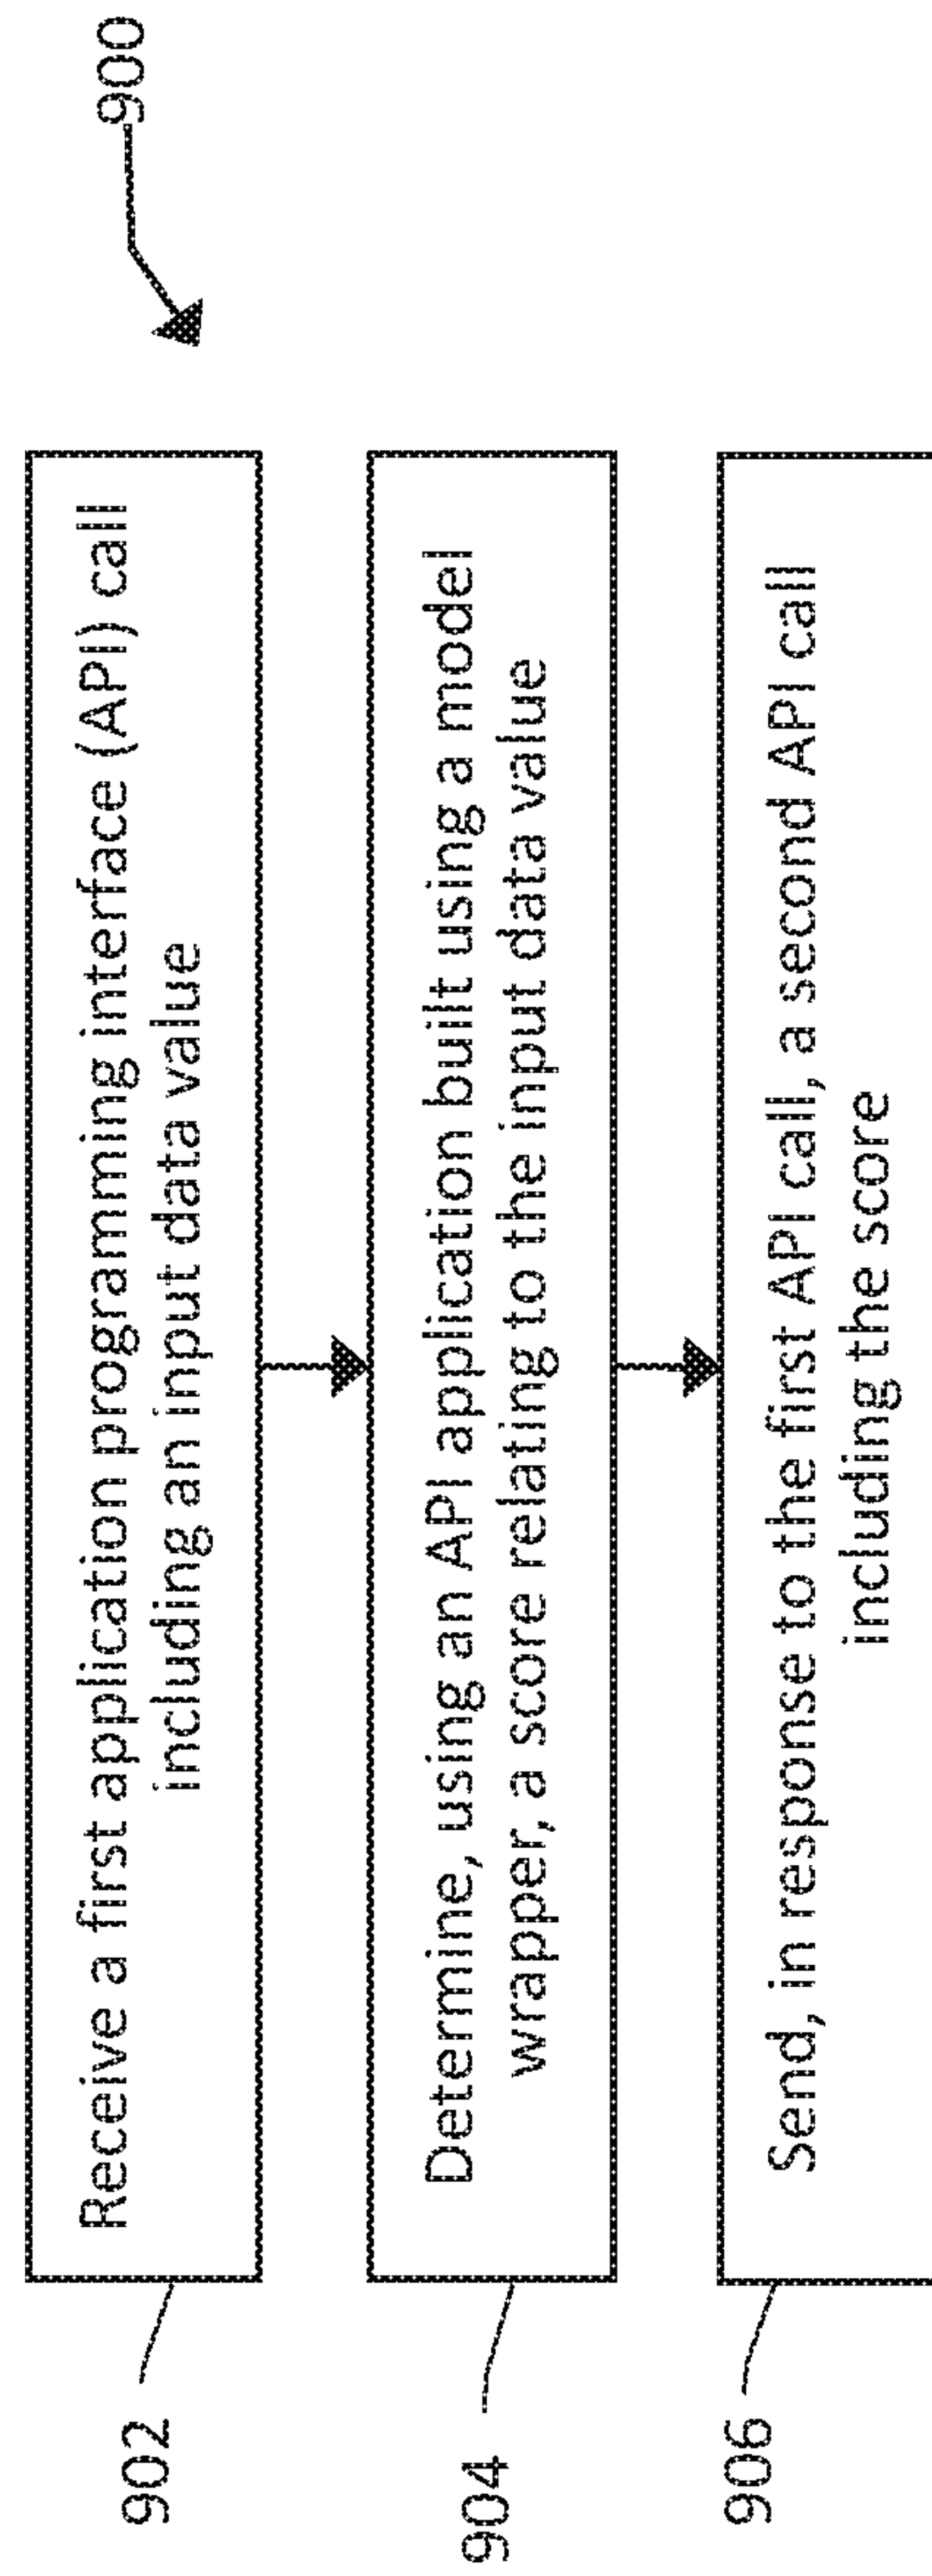 900
902
Receive a first application programming interface (API) call
including an input data value
904
Determine, using an API application built using a model
wrapper, a score relating to the input data value
906
Send, in response to the first API call, a second API call
including the score